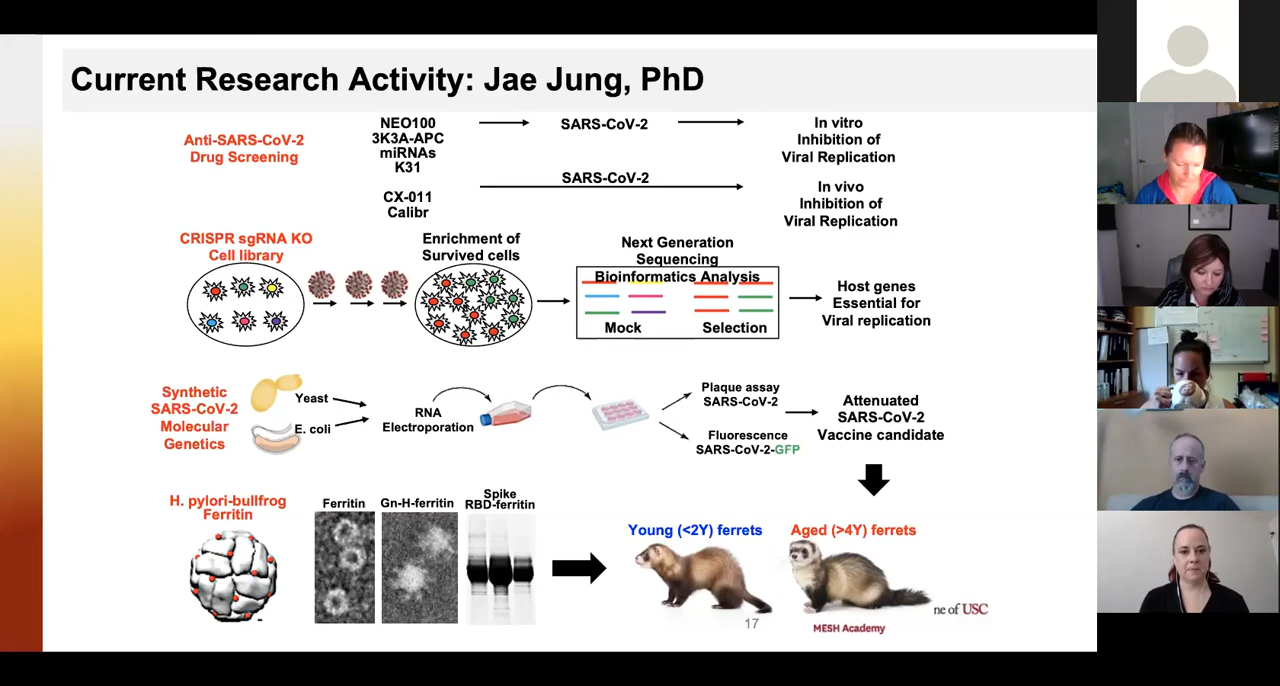 Current Research Activity: Jae Jung, PhD
Anti-SARS-CoV-2
Drug Screening
NEO100
3K3A-APC
miRNAs
K31
CX-011
Calibr
SARS-CoV-2
SARS-CoV-2
In vitro
Inhibition of
Viral Replication
In vivo
Inhibition of
Viral Replication
CRISPR sgRNA KO
Cell library
Enrichment of
Survived cells
Next Generation
Sequencing
Bioinformatics Analysis
Mock
Selection
Host genes
Essential for
Viral replication
Synthetic
SARS-CoV-2
Molecular
Genetics
Yeast
E. coli
RNA
Electroporation
Plaque assay
SARS-CoV-2
Fluorescence
SARS-CoV-2-GFP
Attenuated
SARS-CoV-2
Vaccine candidate
H. pylori-bullfrog
Ferritin
Ferritin
Gn-H-ferritin
Spike
RBD-ferritin
Young (<2Y) ferrets
Aged (>4Y) ferrets
17
MESH Academy
ne of USC